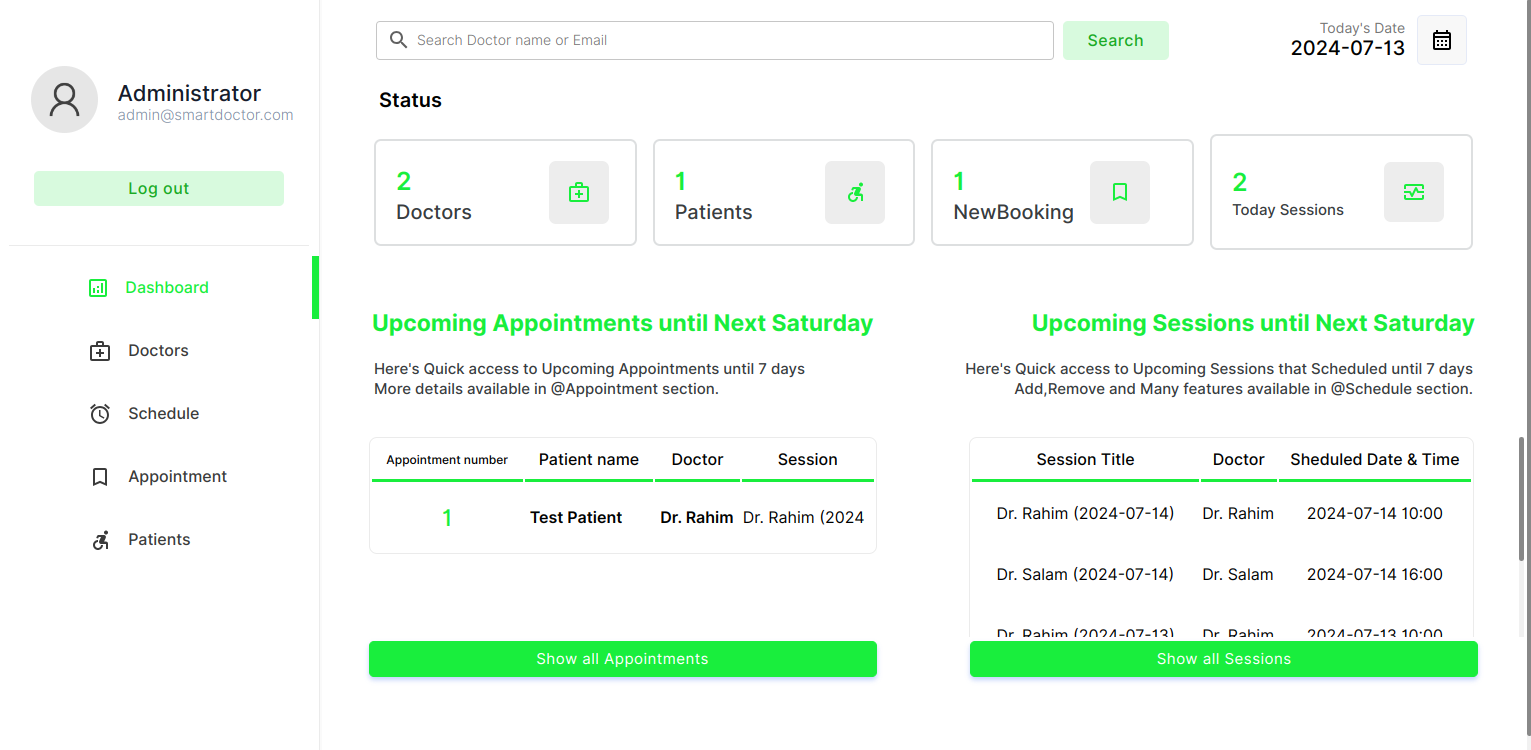 Administrator
admin@smartdoctor.com
Log out
Dashboard
Doctors
Schedule
Appointment
Patients
Search Doctor name or Email
Search
Today's Date
2024-07-13
Status
2
Doctors
1
Patients
1
NewBooking
2
Today Sessions
Upcoming Appointments until Next Saturday
Here's Quick access to Upcoming Appointments until 7 days
More details available in @Appointment section.
Appointment number Patient name Doctor Session
1 Test Patient Dr. Rahim Dr. Rahim (2024
Show all Appointments
Upcoming Sessions until Next Saturday
Here's Quick access to Upcoming Sessions that Scheduled until 7 days
Add,Remove and Many features available in @Schedule section.
Session Title Doctor Sheduled Date & Time
Dr. Rahim (2024-07-14) Dr. Rahim 2024-07-14 10:00
Dr. Salam (2024-07-14) Dr. Salam 2024-07-14 16:00
Dr. Rahim (2024-07-13) Dr. Rahim 2024-07-13 10:00
Show all Sessions